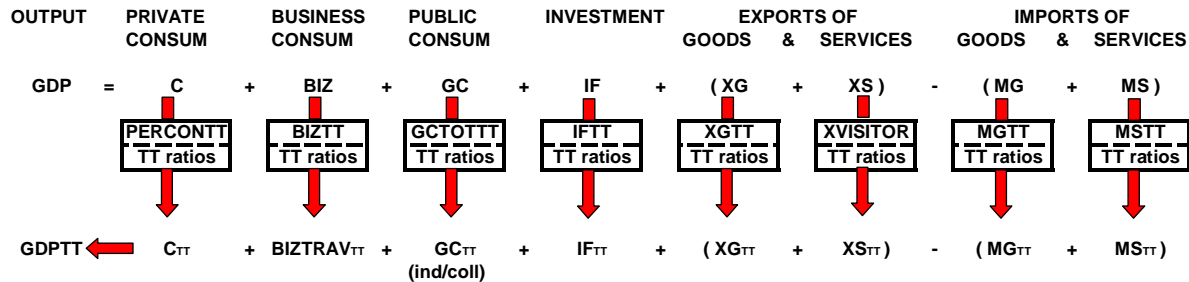 OUTPUT PRIVATE BUSINESS PUBLIC INVESTMENT EXPORTS OF IMPORTS OF
CONSUM CONSUM CONSUM GOODS & SERVICES GOODS & SERVICES
GDP = C + BIZ + GC + IF + ( XG + XS ) - ( MG + MS )
PERCONTT BIZTT GCTOTTT IFTT XGTT XVISITOR MGTT MSTT
TT ratios TT ratios TT ratios TT ratios TT ratios TT ratios TT ratios TT ratios
GDPTT CTT + BIZTRAVTT + GCTT + IFTT + ( XGTT + XSTT ) - ( MGTT + MSTT )
(ind/coll)